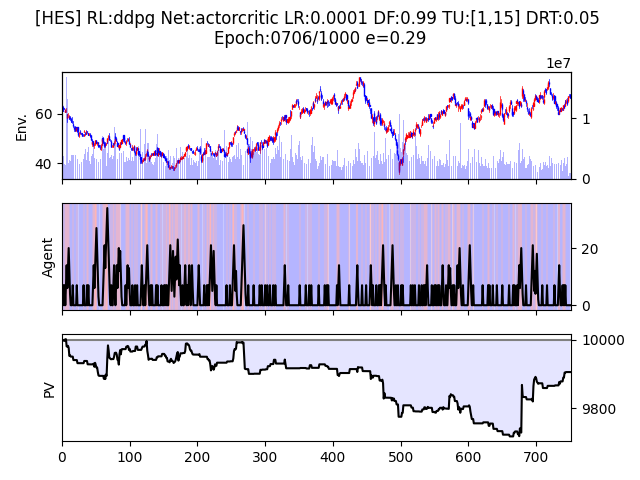 [HES] RL:ddpg Net:actorcritic LR:0.0001 DF:0.99 TU:[1,15] DRT:0.05
Epoch:0706/1000 e=0.29
1e7
60
40
Env.
1
0
Agent
20
0
PV
10000
9800
0 100 200 300 400 500 600 700